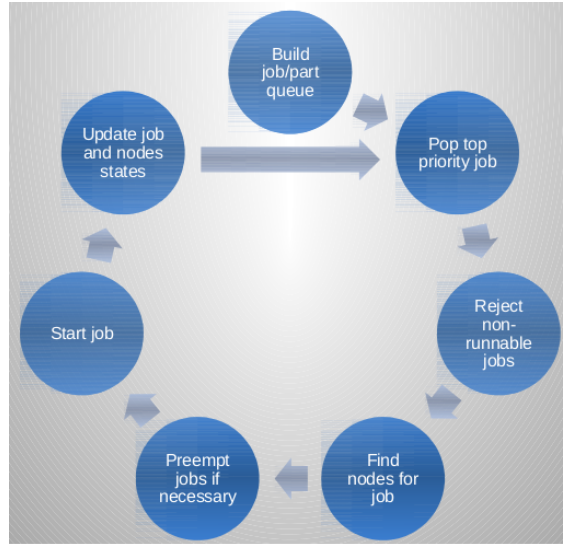 Build
job/part
queue
Pop top
priority job
Reject
non-
runnable
jobs
Find
nodes for
job
Preempt
jobs if
necessary
Start job
Update job
and nodes
states